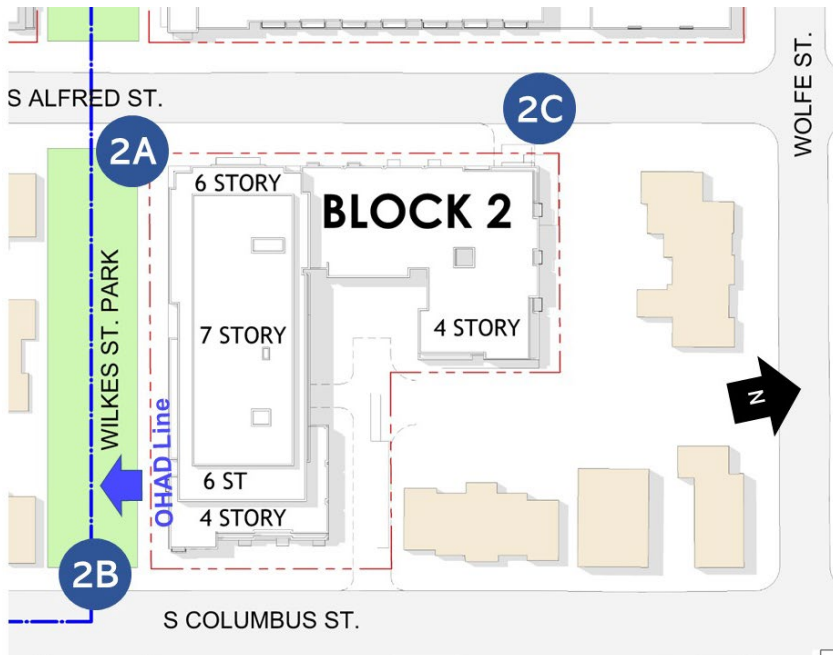 S ALFRED ST.
WOLFE ST.
2A
2C
6 STORY
BLOCK 2
7 STORY
4 STORY
WILKES ST. PARK
OHAD Line
N
6 ST
4 STORY
2B
S COLUMBUS ST.